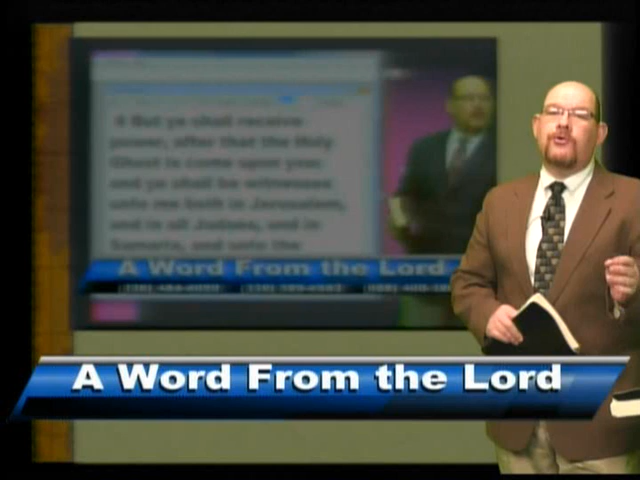 8 But ye shall receive
power, after that the Holy
Ghost is come upon you:
and ye shall be witnesses
unto me both in Jerusalem,
and in all Judaea, and in
Samaria, and unto the
A Word From the Lord
A Word From the Lord